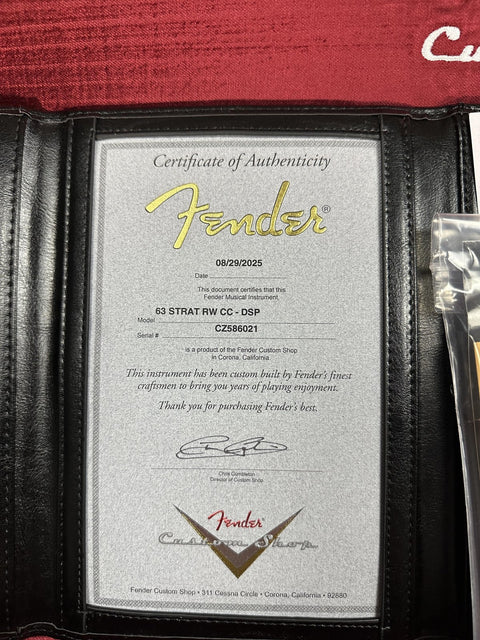 Cu
Certificate of Authenticity
Fender®
08/29/2025
Date
This document certifies that this
Fender Musical Instrument,
63 STRAT RW CC - DSP
Model
CZ586021
Serial #
is a product of the Fender Custom Shop
in Corona, California
This instrument has been custom built by Fender's finest
craftsmen to bring you years of playing enjoyment.
Thank you for purchasing Fender's best.
Chris Combleton
Director of Custom Shop
Fender
Custom Shop
Fender Custom Shop • 311 Cessna Circle • Corona, California • 92880